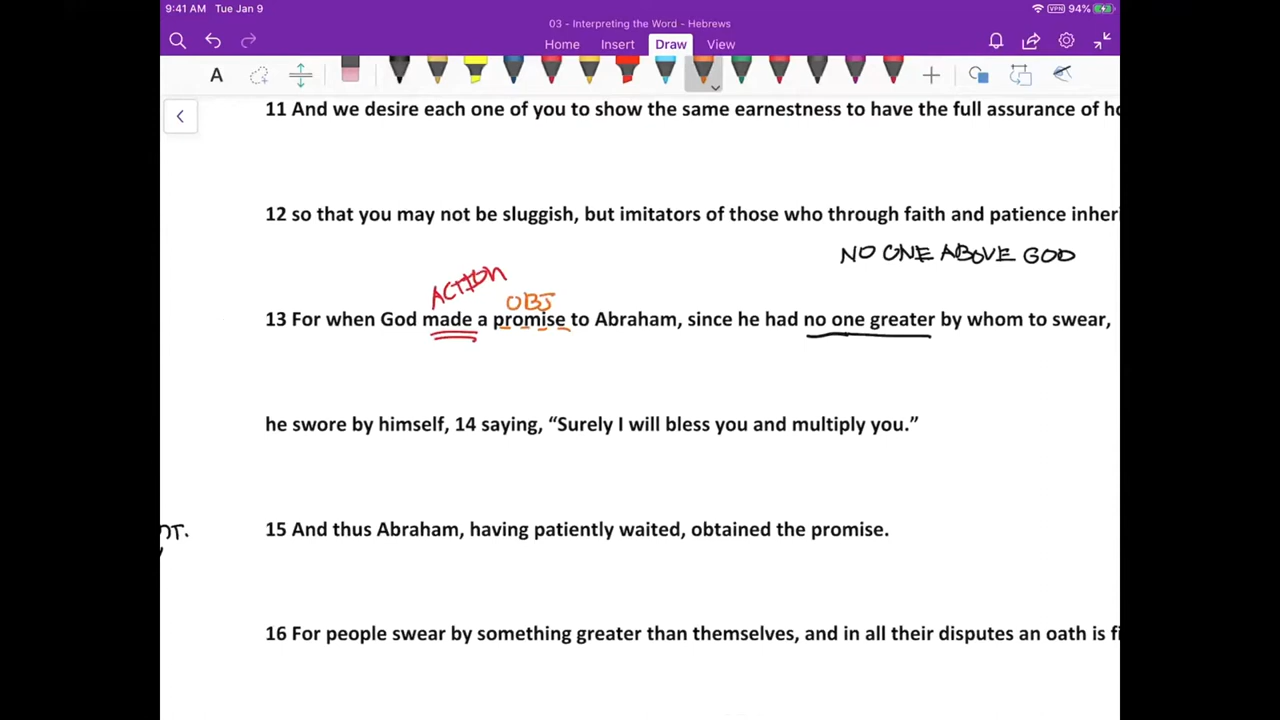 9:41 AM Tue Jan 9
VPN 94%
03 - Interpreting the Word - Hebrews
Home Insert Draw View
A
11 And we desire each one of you to show the same earnestness to have the full assurance of
12 so that you may not be sluggish, but imitators of those who through faith and patience
NO ONE ABOVE GOD
ACTION
OBJ
13 For when God made a promise to Abraham, since he had no one greater by whom to swear,
he swore by himself, 14 saying, “Surely I will bless you and multiply you.”
15 And thus Abraham, having patiently waited, obtained the promise.
16 For people swear by something greater than themselves, and in all their disputes an oath is